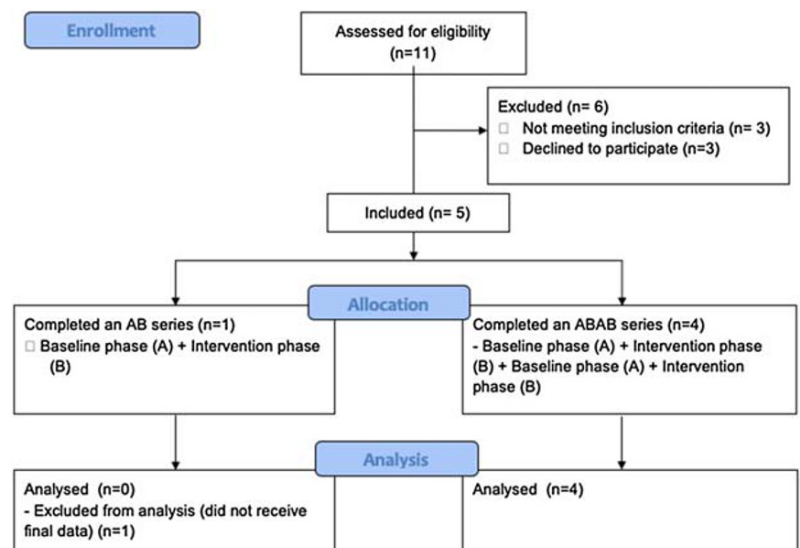 Enrollment
Assessed for eligibility
(n=11)
Excluded (n= 6)
Not meeting inclusion criteria (n= 3)
Declined to participate (n=3)
Included (n= 5)
Allocation
Completed an AB series (n=1)
Baseline phase (A) + Intervention phase
(B)
Completed an ABAB series (n=4)
- Baseline phase (A) + Intervention phase
(B) + Baseline phase (A) + Intervention
phase (B)
Analysis
Analysed (n=0)
- Excluded from analysis (did not receive
final data) (n=1)
Analysed (n=4)